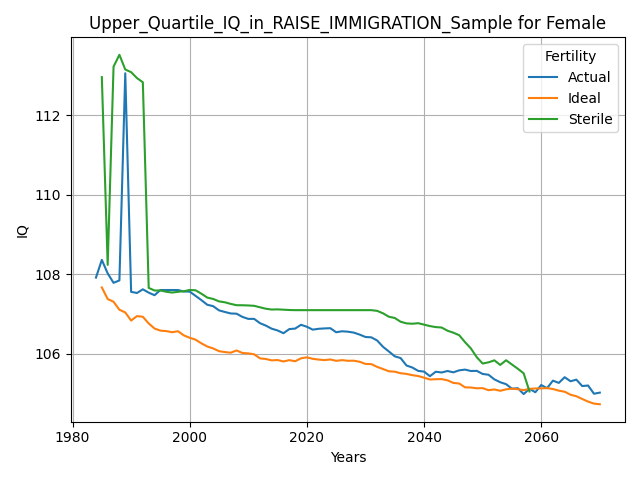 Upper_Quartile_IQ_in_RAISE_IMMIGRATION_Sample for Female
Fertility
Actual
Ideal
Sterile
112
110
108
106
IQ
1980
2000
2020
2040
2060
Years